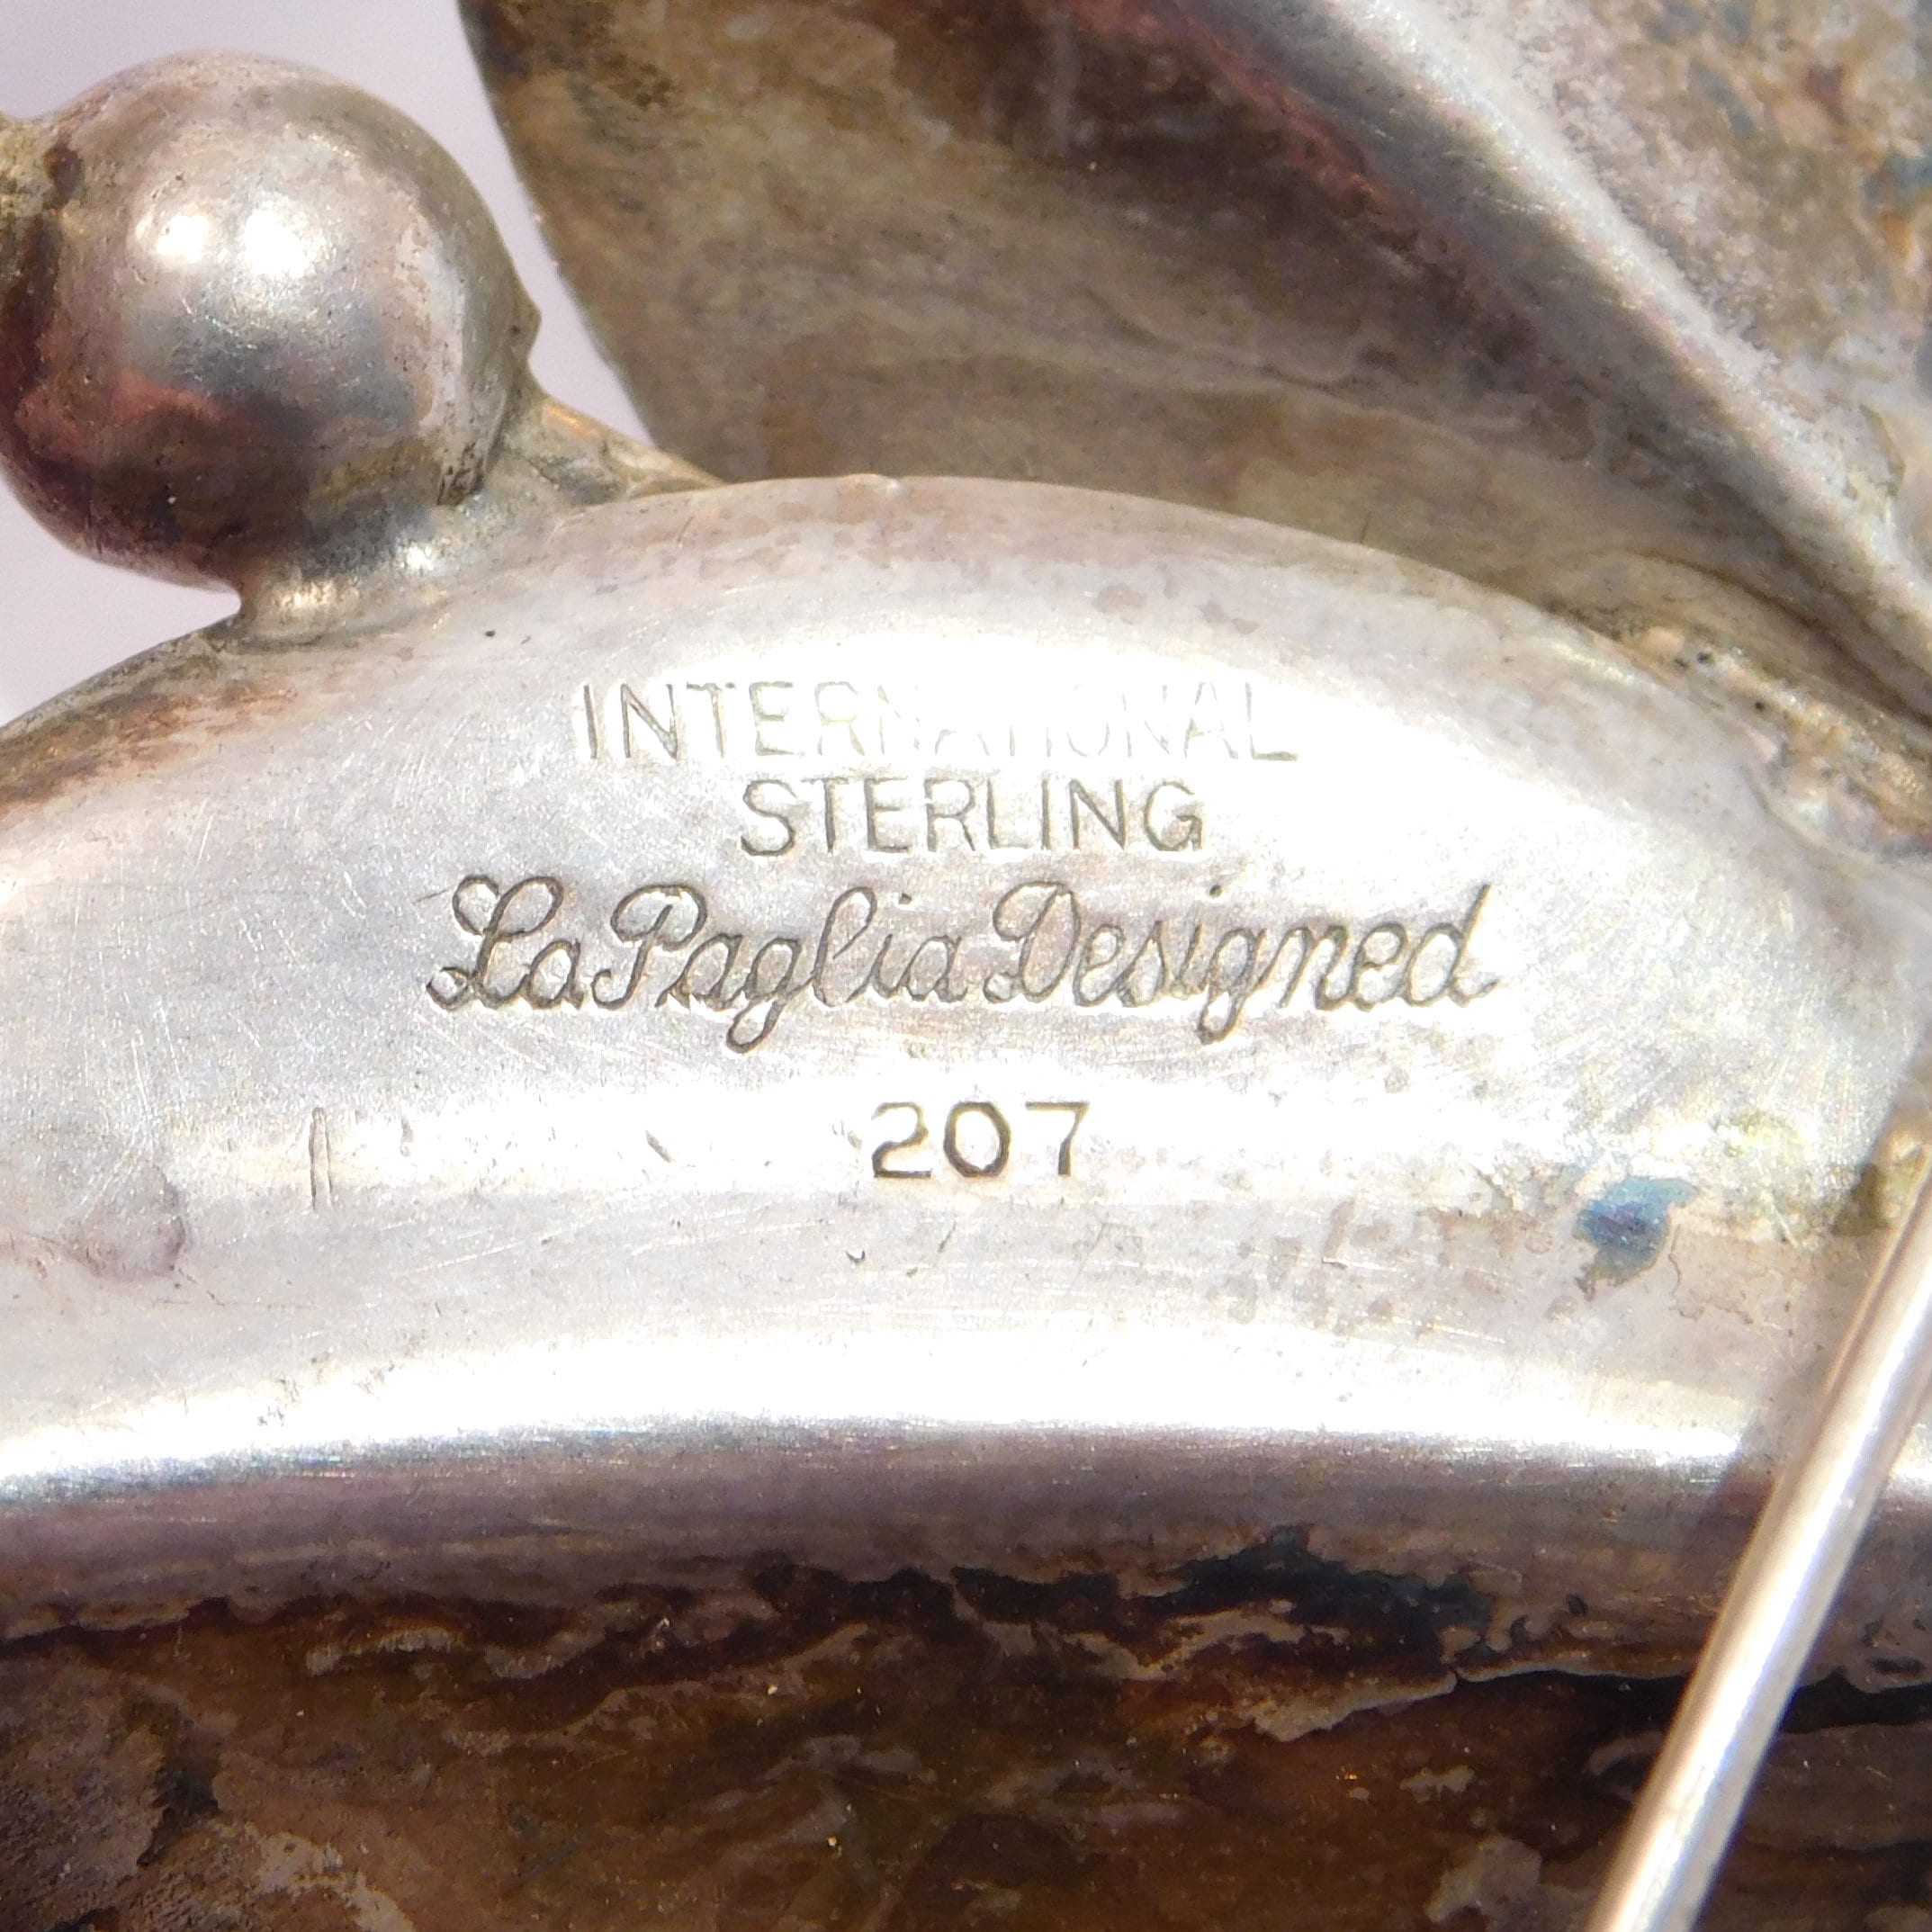 INTERNATIONAL
STERLING
LaPaglia Designed
207